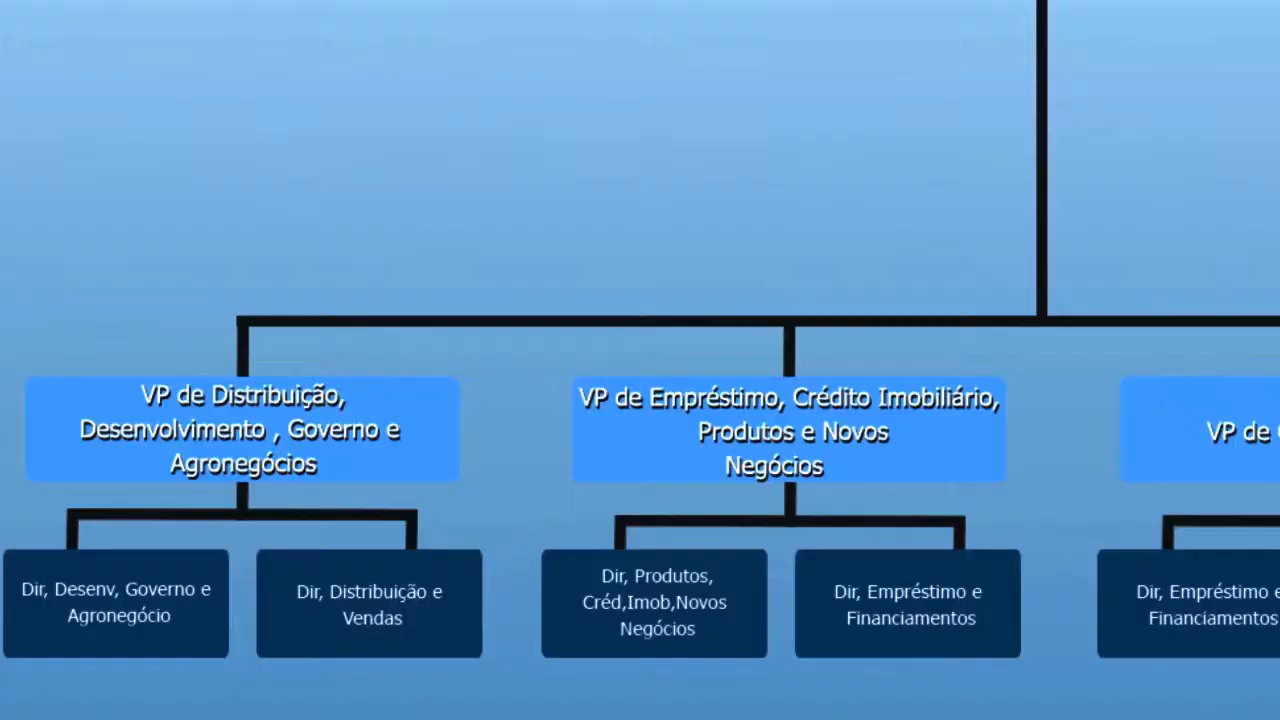 VP de Distribuição,
Desenvolvimento , Governo e
Agronegócios
VP de Empréstimo, Crédito Imobiliário,
Produtos e Novos
Negócios
VP de
Dir, Desenv, Governo e
Agronegócio
Dir, Distribuição e
Vendas
Dir, Produtos,
Créd,Imob,Novos
Negócios
Dir, Empréstimo e
Financiamentos
Dir, Empréstimo e
Financiamentos